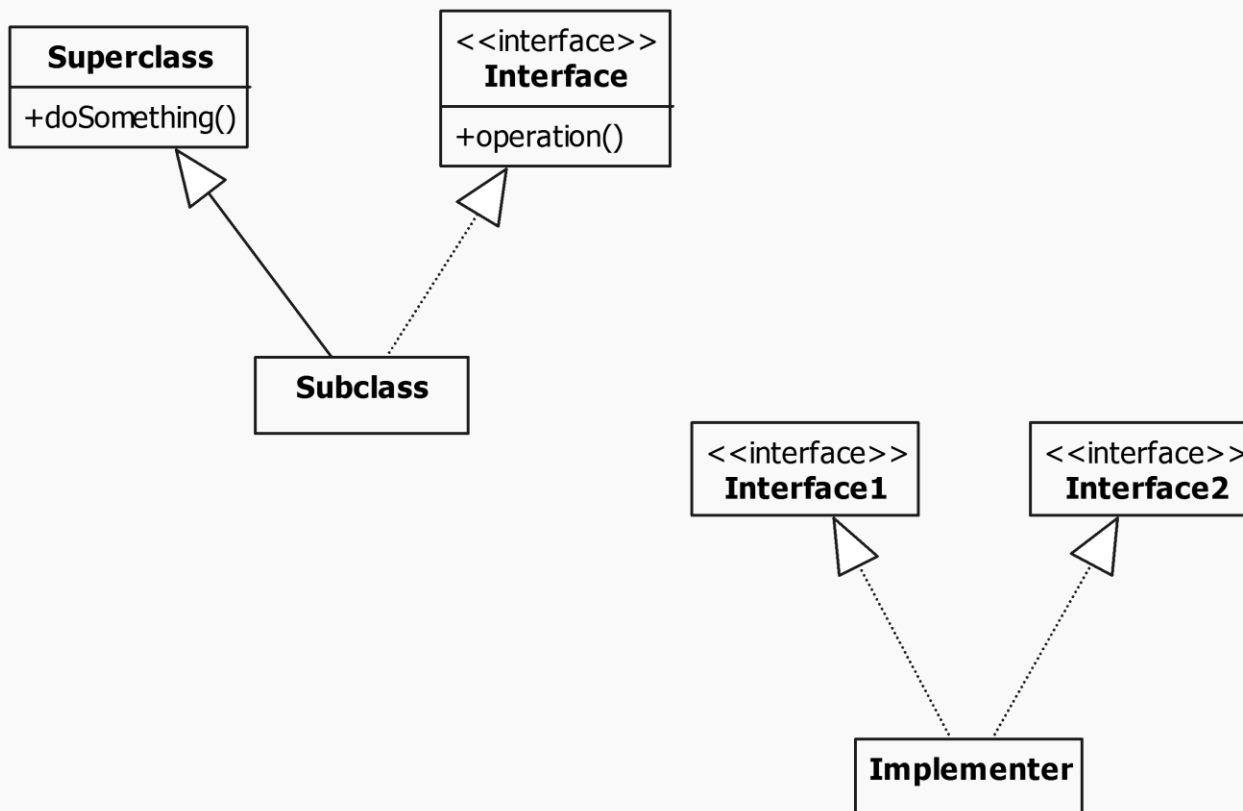 Superclass
+doSomething()
<<interface>>
Interface
+operation()
Subclass
<<interface>>
Interface1
<<interface>>
Interface2
Implementer